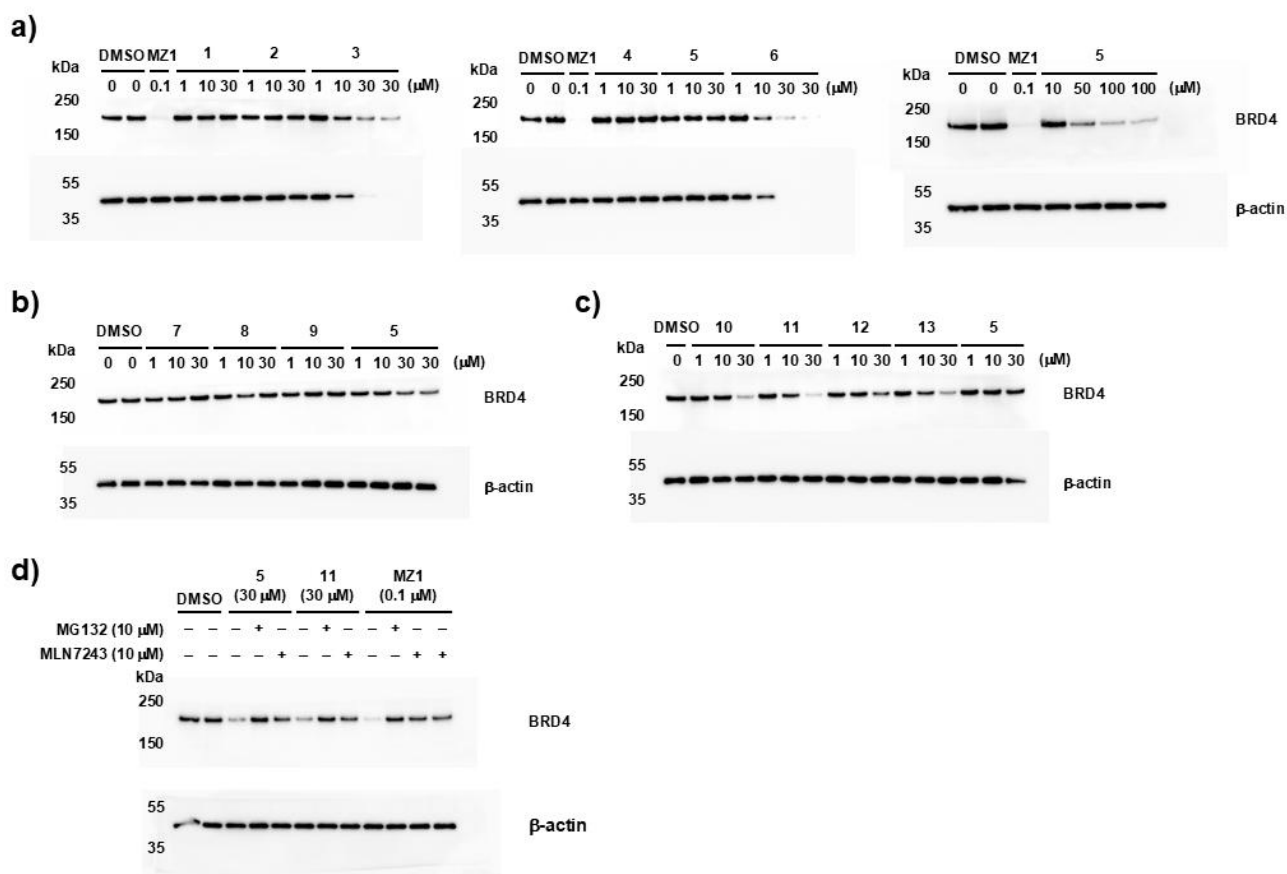 a)
DMSO MZ1 1 2 3
kDa 0 0 0.1 1 10 30 1 10 30 1 10 30 30 (μM)
250
150
55
35
DMSO MZ1 4 5 6
kDa 0 0 0.1 1 10 30 1 10 30 1 10 30 30 (μM)
250
150
55
35
DMSO MZ1 5
kDa 0 0 0.1 10 50 100 100 μM)
250
150
BRD4
55
35
β-actin
b)
DMSO 7 8 9 5
kDa 0 0 1 10 30 1 10 30 1 10 30 1 10 30 30 (μM)
250
150
BRD4
55
35
β-actin
c)
DMSO 10 11 12 13 5
kDa 0 1 10 30 1 10 30 1 10 30 1 10 30 1 10 30 (μM)
250
150
BRD4
55
35
β-actin
d)
5 11 MZ1
DMSO (30 μM) (30 μM) (0.1 μM)
MG132 (10 μM) – – – + – – + – – + – –
MLN7243 (10 μM) – – – – + – – + – – + +
kDa
250
150
BRD4
55
35
β-actin